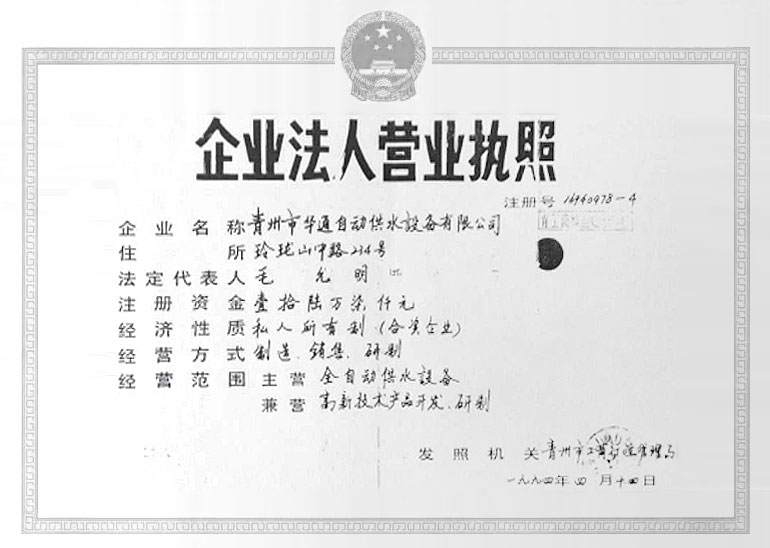 企业法人营业执照
注册号 16940978-4
企业名称 青州市华通自动供水设备有限公司
住所 玲珑山中路234号
法定代表人 毛允明
注册资金 壹拾陆万柒仟元
经济性质 私人所有制（合资企业）
经营方式 制造、销售、研制
经营范围 主营 全自动供水設备
兼营 高新技术产品开发、研制
发照机关 青州市工商行政管理局
一九九四年四月十四日